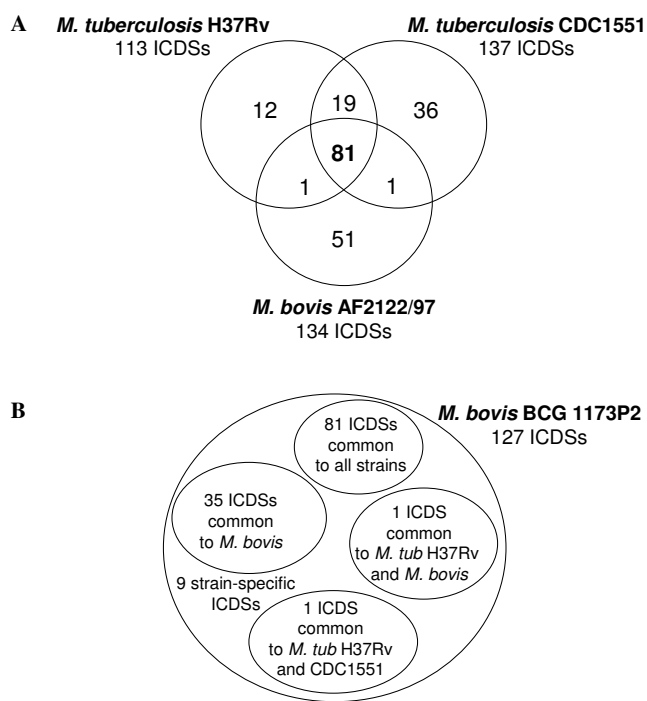 A
M. tuberculosis H37Rv
113 ICDSs
M. tuberculosis CDC1551
137 ICDSs
12
19
36
81
1
1
51
M. bovis AF2122/97
134 ICDSs
B
M. bovis BCG 1173P2
127 ICDSs
81 ICDSs
common
to all strains
35 ICDSs
common
to M. bovis
1 ICDS
common
to M. tub H37Rv
and M. bovis
9 strain-specific
ICDSs
1 ICDS
common
to M. tub H37Rv
and CDC1551